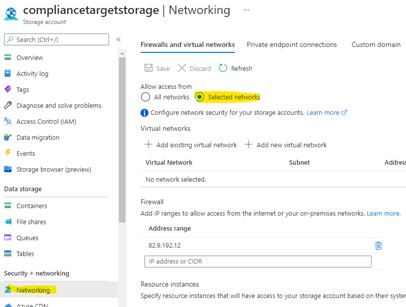 compliancetargetstorage | Networking ...
Storage account
Search (Ctrl+/)
Overview
Activity log
Tags
Diagnose and solve problems
Access Control (IAM)
Data migration
Events
Storage browser (preview)
Data storage
Containers
File shares
Queues
Tables
Security + networking
Networking
Azure CDN
Firewalls and virtual networks Private endpoint connections Custom domain
Save Discard Refresh
Allow access from
All networks Selected networks
Configure network security for your storage accounts. Learn more
Virtual networks
+ Add existing virtual network + Add new virtual network
Virtual Network Subnet Address
No network selected.
Firewall
Add IP ranges to allow access from the internet or your on-premises networks. Learn more.
Address range
82.9.192.12
IP address or CIDR
Resource instances
Specify resource instances that will have access to your storage account based on their system